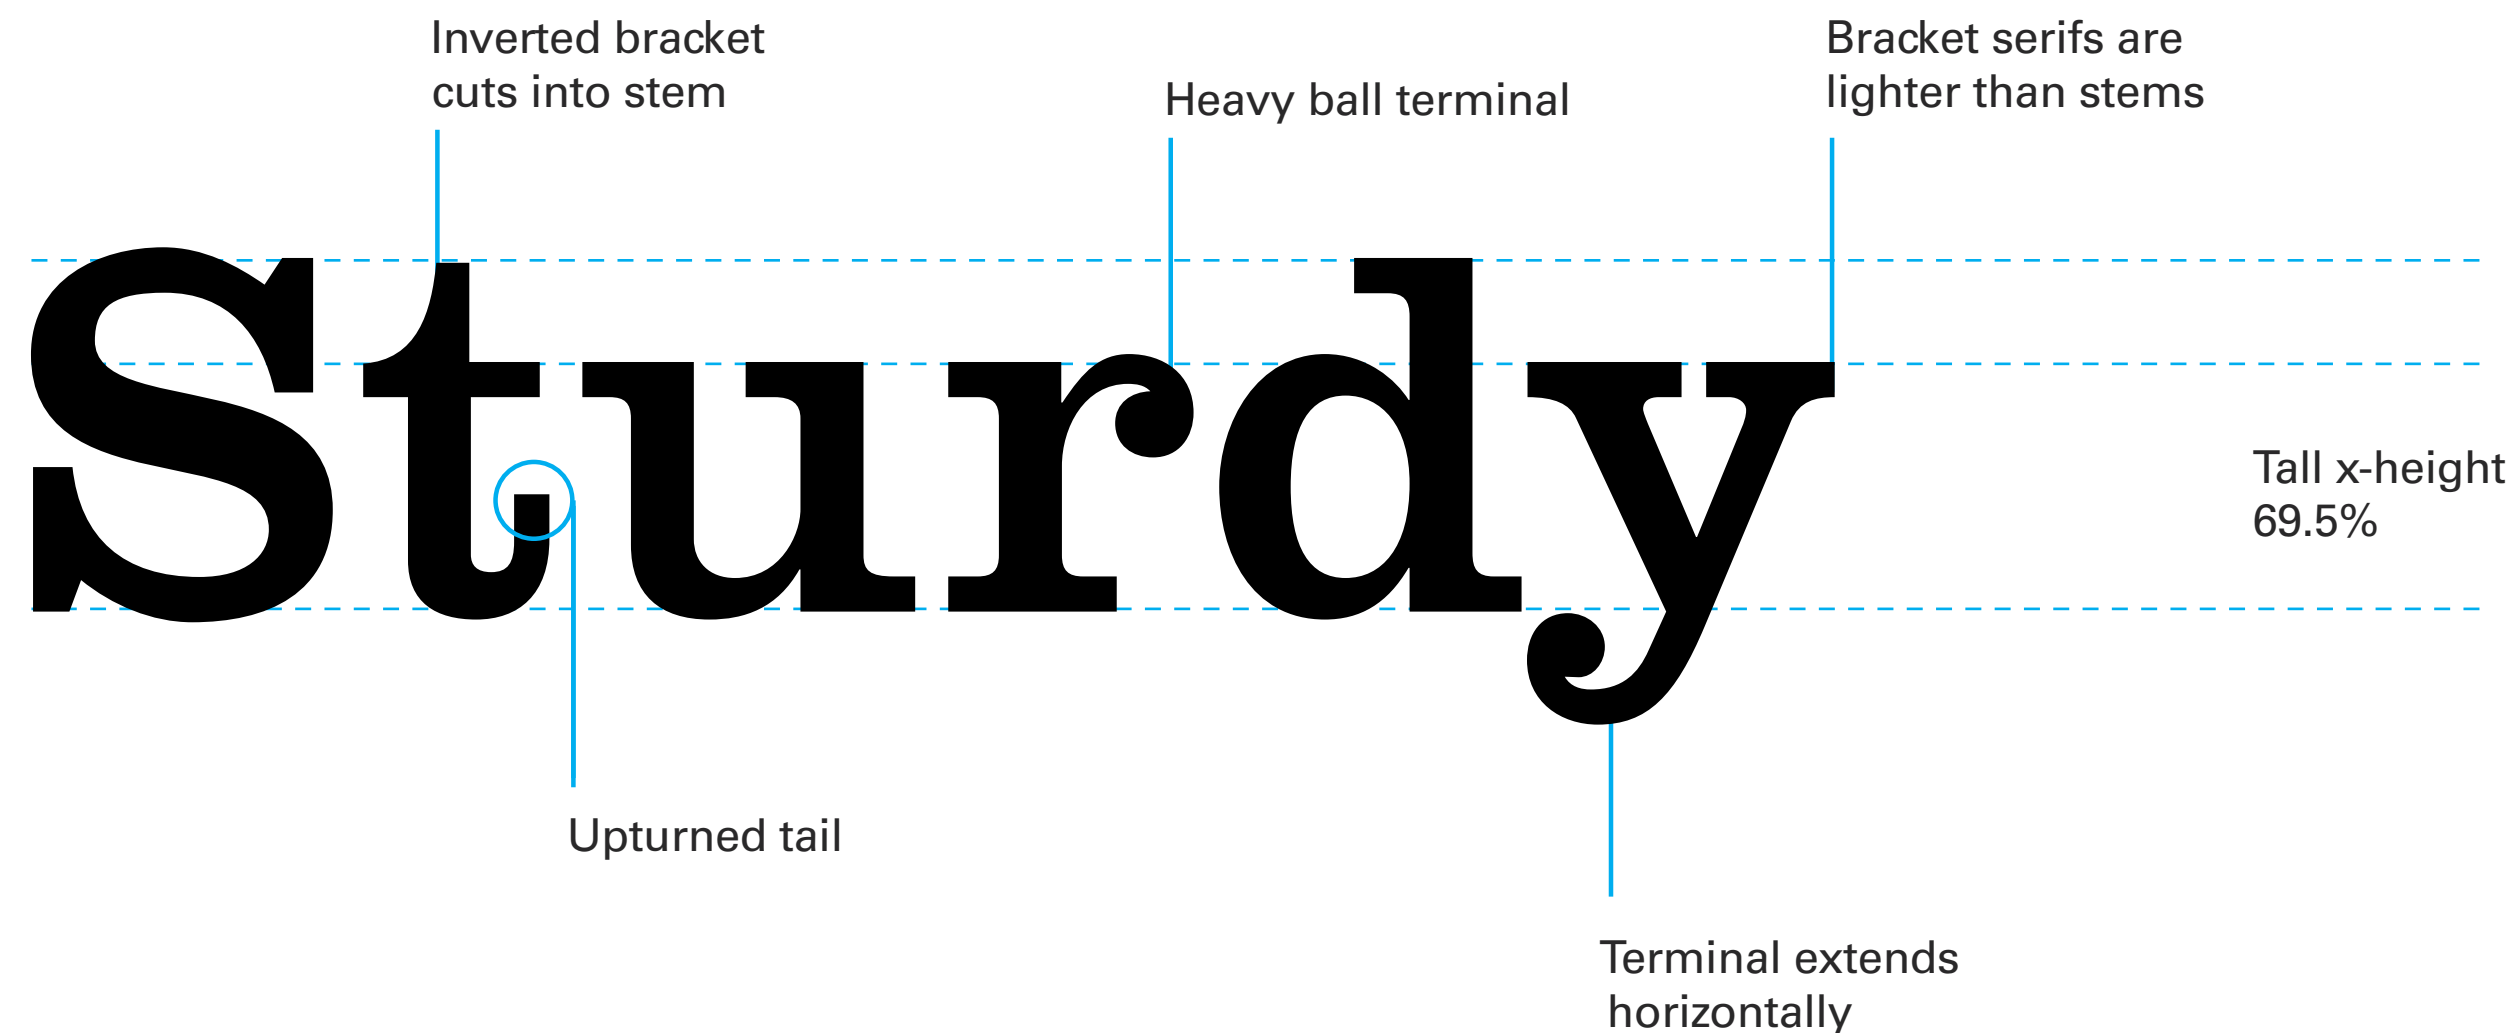 Inverted bracket
cuts into stem
Heavy ball terminal
Bracket serifs are
lighter than stems
Sturdy
Tall x-height
69.5%
Upturned tail
Terminal extends
horizontally